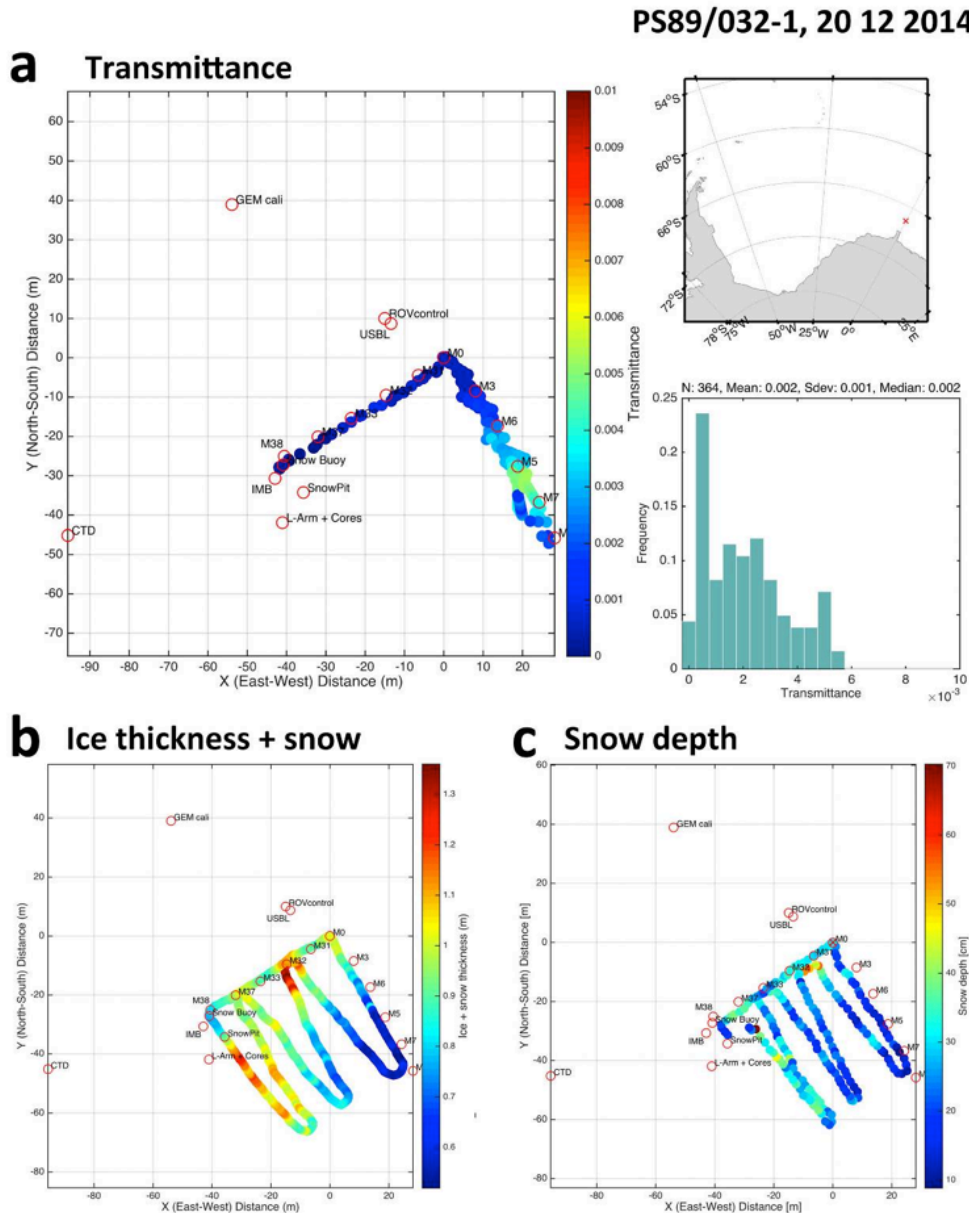 PS89/032-1, 20 12 2014
a Transmittance
60
50
40
30
20
10
0
-10
-20
-30
-40
-50
-60
-70
Y (North-South) Distance (m)
-90 -80 -70 -60 -50 -40 -30 -20 -10 0 10 20
X (East-West) Distance (m)
GEM cali
ROVcontrol
USBL
M0
M3
M6
M5
M7
M33
M38
Snow Buoy
IMB
SnowPit
L-Arm + Cores
CTD
0.01
0.009
0.008
0.007
0.006
0.005
0.004
0.003
0.002
0.001
0
Transmittance
54°S
60°S
66°S
72°S
78°S
75°W
50°W
25°W
0°
N: 364, Mean: 0.002, Sdev: 0.001, Median: 0.002
0.25
0.2
0.15
0.1
0.05
0
Frequency
0 2 4 6 8 10
Transmittance
×10⁻³
b Ice thickness + snow
40
20
0
-20
-40
-60
-80
Y (North-South) Distance (m)
-80 -60 -40 -20 0 20
X (East-West) Distance (m)
GEM cali
ROVcontrol
USBL
M0
M31
M3
M32
M33
M6
M37
M38
Snow Buoy
M5
IMB
SnowPit
M7
L-Arm + Cores
CTD
1.3
1.2
1.1
1
0.9
0.8
0.7
0.6
Ice + snow thickness (m)
c Snow depth
60
40
20
0
-20
-40
-60
-80
Y (North-South) Distance [m]
-80 -60 -40 -20 0 20
X (East-West) Distance [m]
GEM cali
ROVcontrol
USBL
M0
M3
M32
M33
M6
M38
Snow Buoy
M5
IMB
SnowPit
M7
L-Arm + Cores
CTD
70
60
50
40
30
20
10
Snow depth [cm]